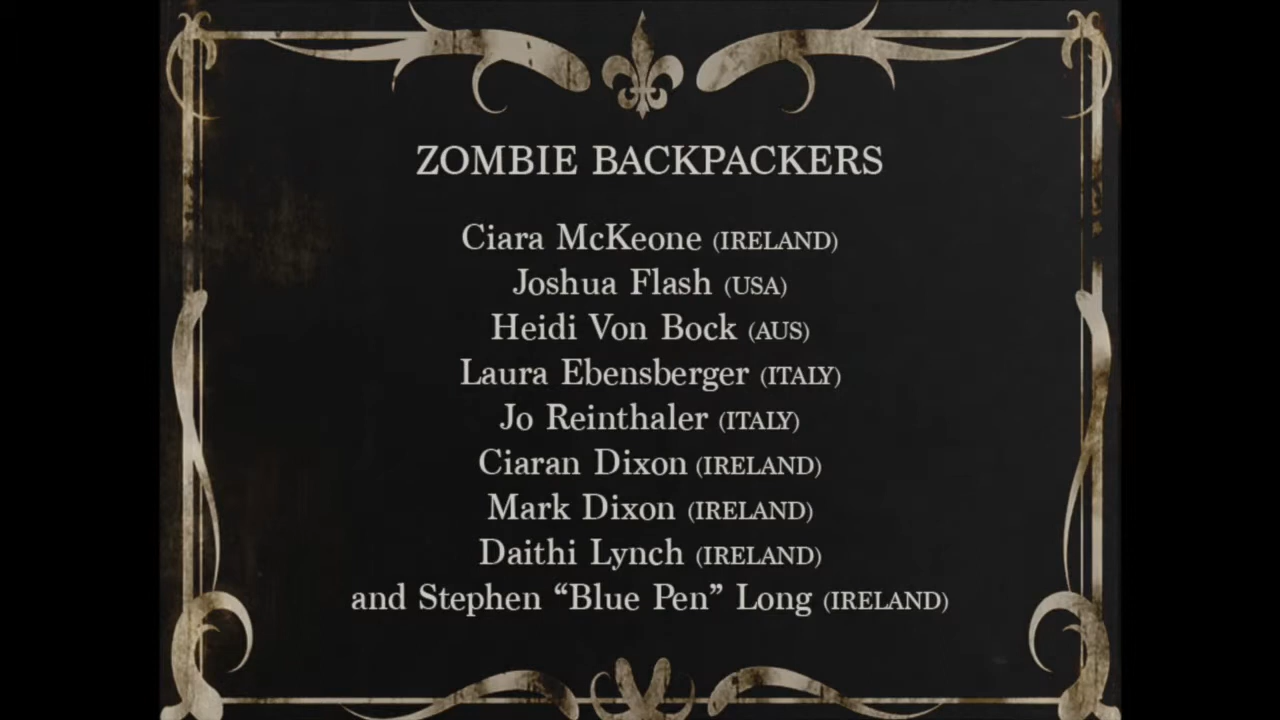 ZOMBIE BACKPACKERS
Ciara McKeone (IRELAND)
Joshua Flash (USA)
Heidi Von Bock (AUS)
Laura Ebensberger (ITALY)
Jo Reinthaler (ITALY)
Ciaran Dixon (IRELAND)
Mark Dixon (IRELAND)
Daithi Lynch (IRELAND)
and Stephen “Blue Pen” Long (IRELAND)